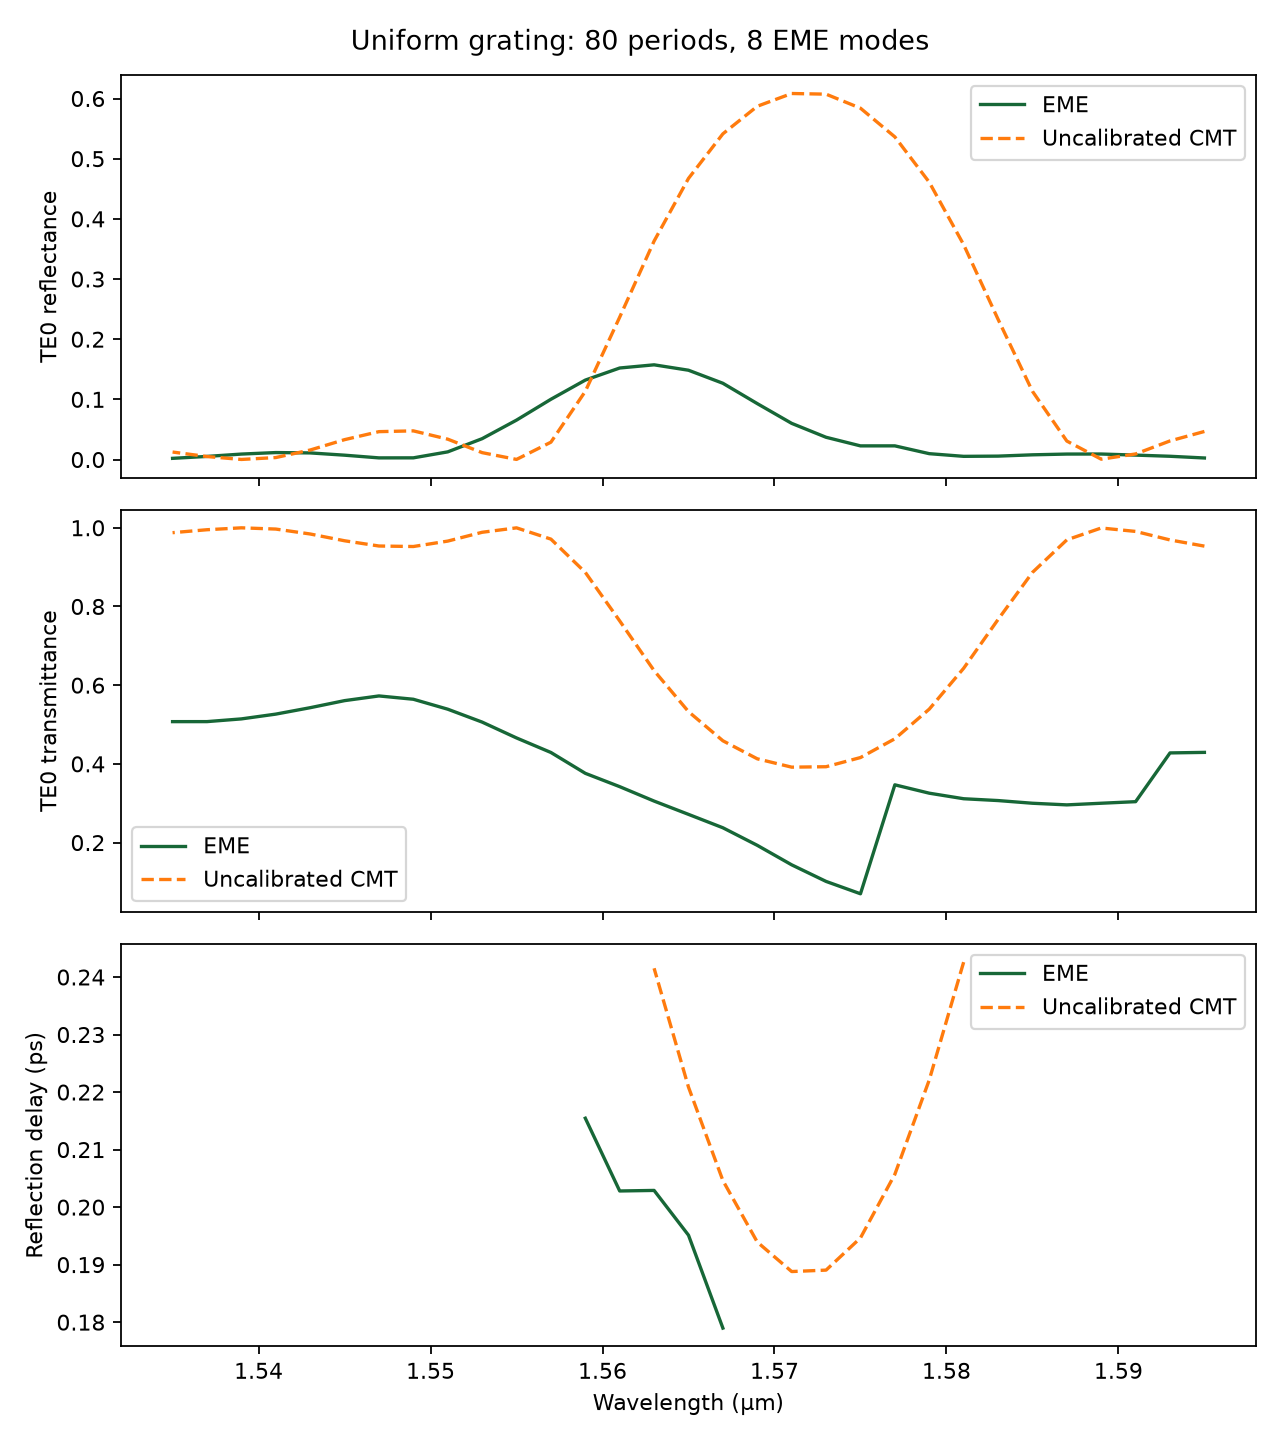 Uniform grating: 80 periods, 8 EME modes
TE0 reflectance
0.6
0.5
0.4
0.3
0.2
0.1
0.0
EME
Uncalibrated CMT
TE0 transmittance
1.0
0.8
0.6
0.4
0.2
EME
Uncalibrated CMT
Reflection delay (ps)
0.24
0.23
0.22
0.21
0.20
0.19
0.18
EME
Uncalibrated CMT
1.54 1.55 1.56 1.57 1.58 1.59
Wavelength (μm)